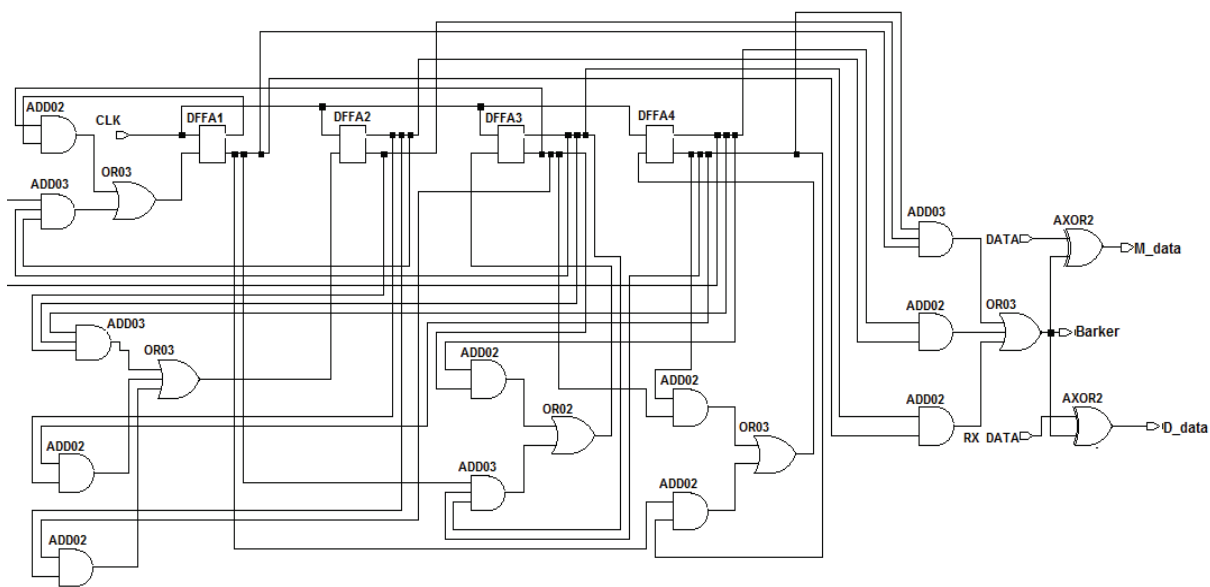 ADD02
CLK
DFFA1
DFFA2
DFFA3
DFFA4
ADD03
OR03
ADD03
DATA
AXOR2
M_data
ADD02
OR03
Barker
ADD03
OR03
ADD02
ADD02
OR02
ADD02
OR03
ADD02
RX DATA
AXOR2
D_data
ADD02
ADD03
ADD02
ADD02